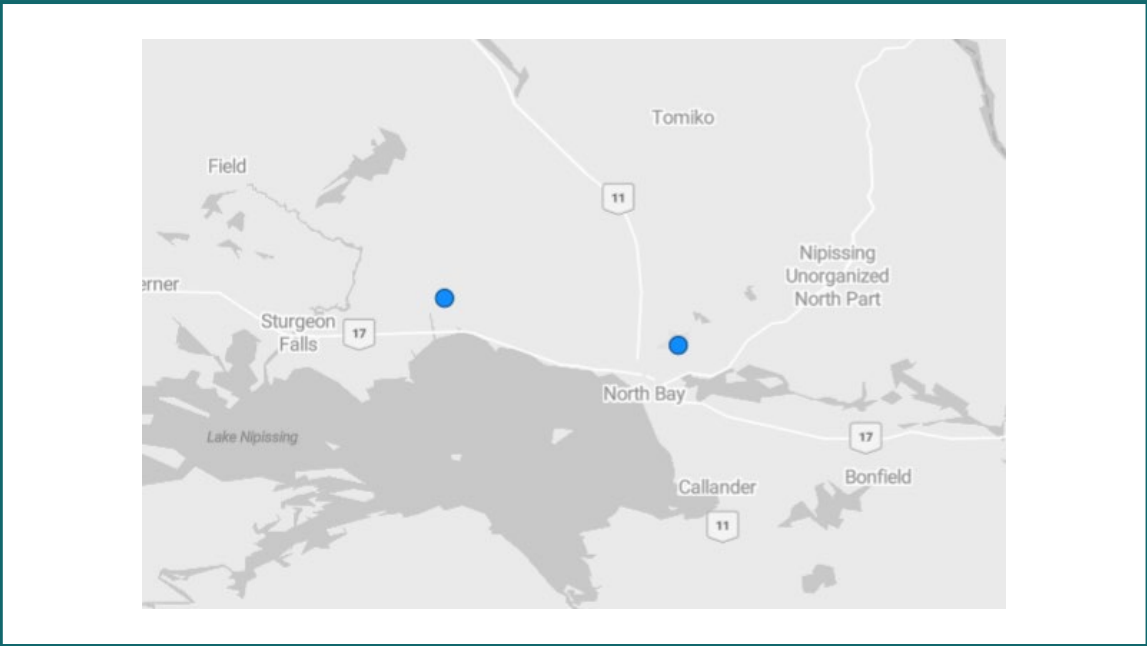 Tomiko
Field
11
Nipissing
Unorganized
North Part
erner
Sturgeon
Falls
17
North Bay
Lake Nipissing
17
Callander
Bonfield
11